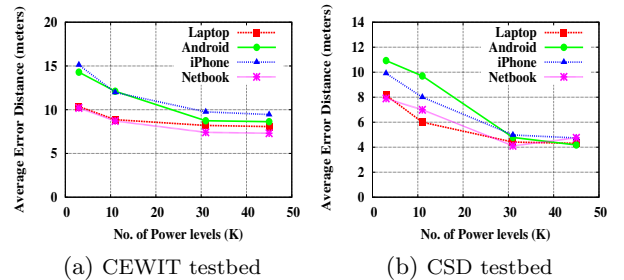 Average Error Distance (meters)
20
15
10
5
0
0 10 20 30 40 50
No. of Power levels (K)
Laptop
Android
iPhone
Netbook
(a) CEWIT testbed
Average Error Distance (meters)
14
12
10
8
6
4
2
0
0 10 20 30 40 50
No. of Power levels (K)
Laptop
Android
iPhone
Netbook
(b) CSD testbed